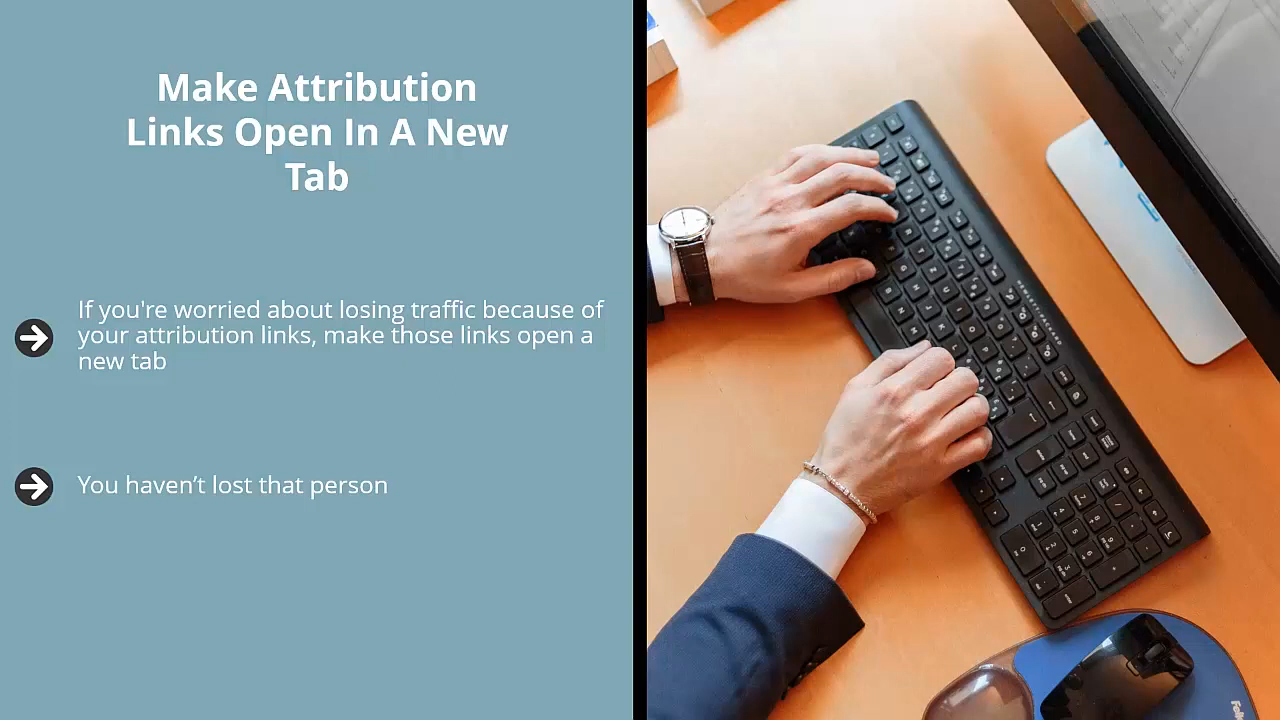 Make Attribution
Links Open In A New
Tab
If you're worried about losing traffic because of
your attribution links, make those links open a
new tab
You haven’t lost that person